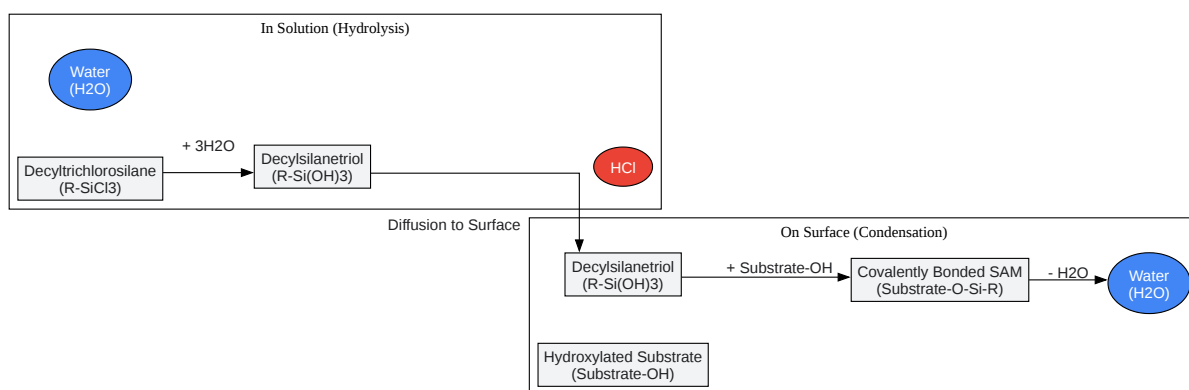 In Solution (Hydrolysis)
Water
(H2O)
+ 3H2O
Decyltrichlorosilane
(R-SiCl3)
Decylsilanetriol
(R-Si(OH)3)
HCl
Diffusion to Surface
On Surface (Condensation)
Decylsilanetriol
(R-Si(OH)3)
+ Substrate-OH
Covalently Bonded SAM
(Substrate-O-Si-R)
- H2O
Water
(H2O)
Hydroxylated Substrate
(Substrate-OH)